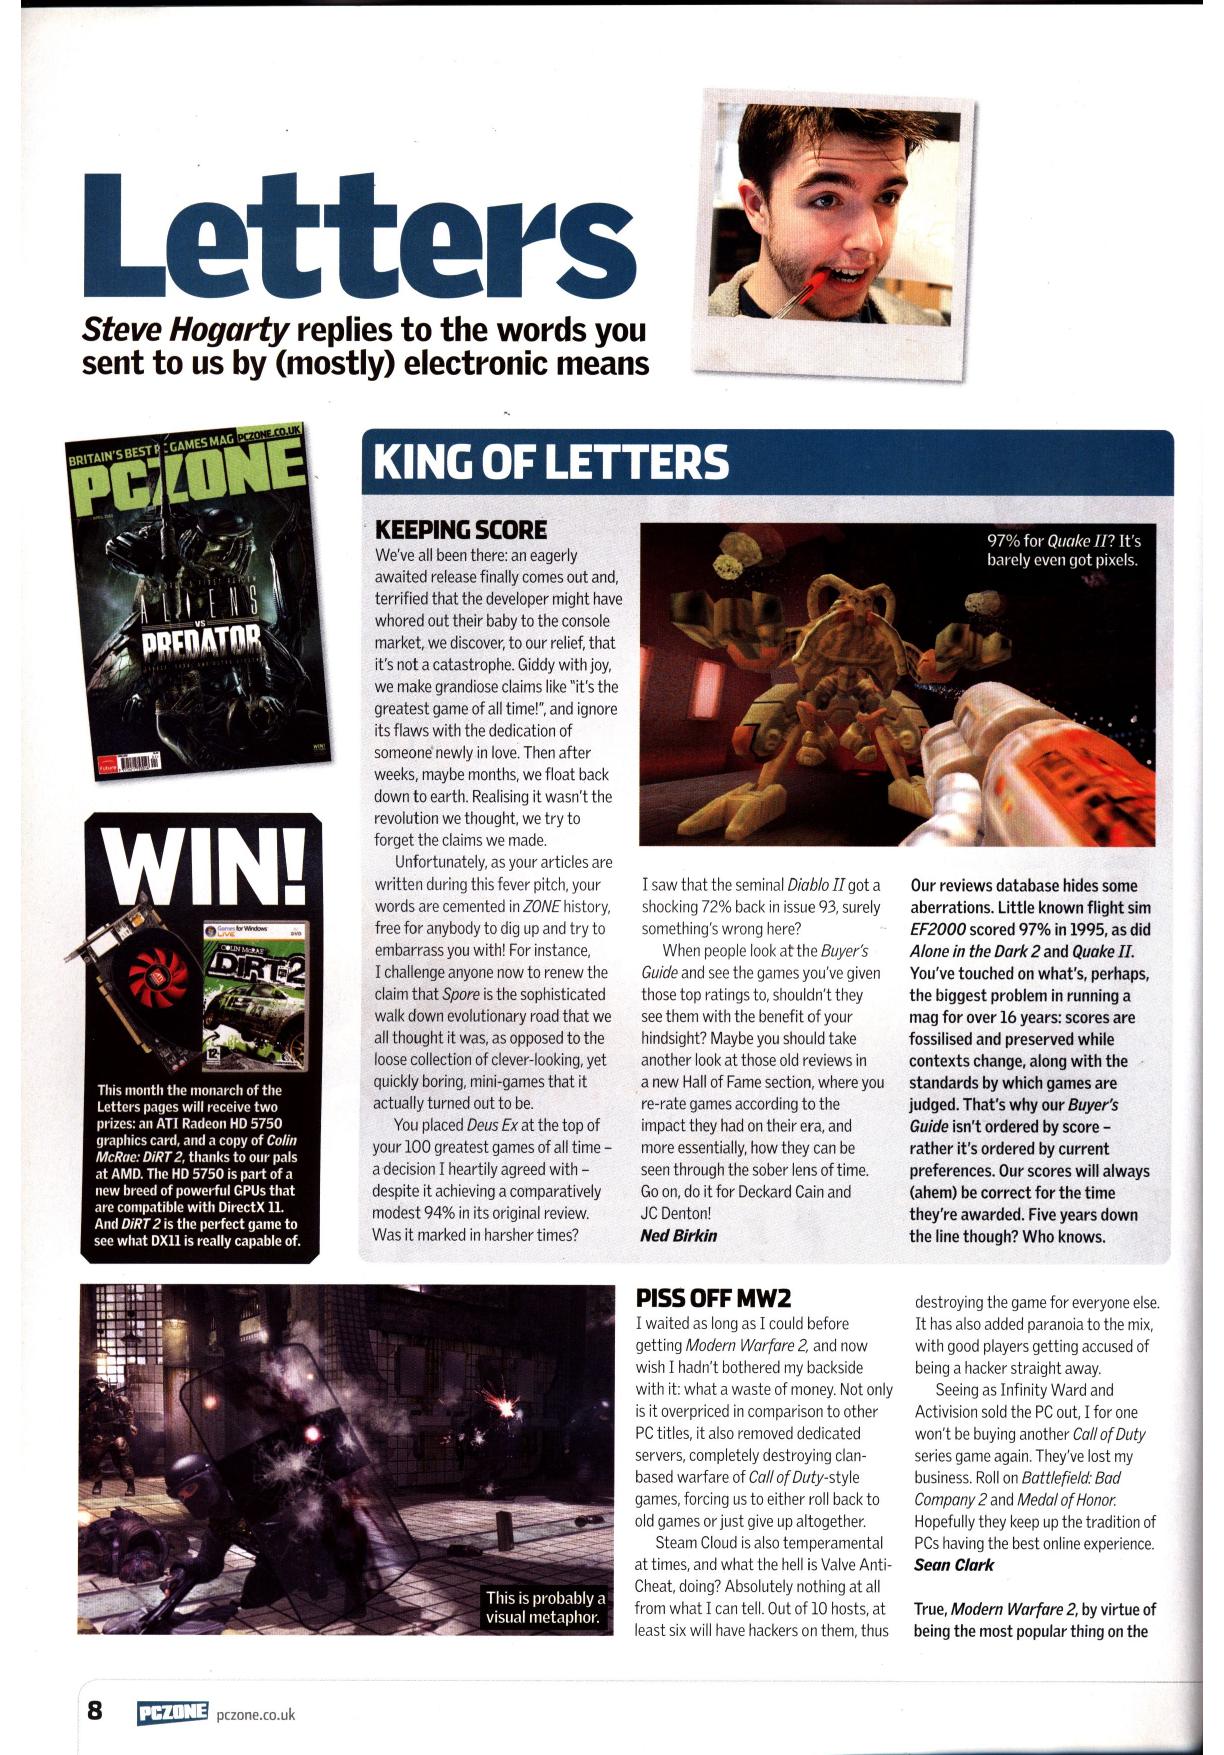 Letters
Steve Hogarty replies to the words you
sent to us by (mostly) electronic means
BRITAIN'S BEST PC GAMES MAG PCZONE.CO.UK
PCZONE
ALIENS
VS
PREDATOR
WIN!
Future
WIN!
Games for Windows
LIVE
PC
DVD
COLIN McRAE
DiRT 2
12+
This month the monarch of the
Letters pages will receive two
prizes: an ATI Radeon HD 5750
graphics card, and a copy of Colin
McRae: DiRT 2, thanks to our pals
at AMD. The HD 5750 is part of a
new breed of powerful GPUs that
are compatible with DirectX 11.
And DiRT 2 is the perfect game to
see what DX11 is really capable of.
KING OF LETTERS
KEEPING SCORE
We've all been there: an eagerly
awaited release finally comes out and,
terrified that the developer might have
whored out their baby to the console
market, we discover, to our relief, that
it's not a catastrophe. Giddy with joy,
we make grandiose claims like "it's the
greatest game of all time!", and ignore
its flaws with the dedication of
someone newly in love. Then after
weeks, maybe months, we float back
down to earth. Realising it wasn't the
revolution we thought, we try to
forget the claims we made.
Unfortunately, as your articles are
written during this fever pitch, your
words are cemented in ZONE history,
free for anybody to dig up and try to
embarrass you with! For instance,
I challenge anyone now to renew the
claim that Spore is the sophisticated
walk down evolutionary road that we
all thought it was, as opposed to the
loose collection of clever-looking, yet
quickly boring, mini-games that it
actually turned out to be.
You placed Deus Ex at the top of
your 100 greatest games of all time –
a decision I heartily agreed with –
despite it achieving a comparatively
modest 94% in its original review.
Was it marked in harsher times?
97% for Quake II? It's
barely even got pixels.
I saw that the seminal Diablo II got a
shocking 72% back in issue 93, surely
something's wrong here?
When people look at the Buyer's
Guide and see the games you've given
those top ratings to, shouldn't they
see them with the benefit of your
hindsight? Maybe you should take
another look at those old reviews in
a new Hall of Fame section, where you
re-rate games according to the
impact they had on their era, and
more essentially, how they can be
seen through the sober lens of time.
Go on, do it for Deckard Cain and
JC Denton!
Ned Birkin
Our reviews database hides some
aberrations. Little known flight sim
EF2000 scored 97% in 1995, as did
Alone in the Dark 2 and Quake II.
You've touched on what's, perhaps,
the biggest problem in running a
mag for over 16 years: scores are
fossilised and preserved while
contexts change, along with the
standards by which games are
judged. That's why our Buyer's
Guide isn't ordered by score –
rather it's ordered by current
preferences. Our scores will always
(ahem) be correct for the time
they're awarded. Five years down
the line though? Who knows.
This is probably a
visual metaphor.
PISS OFF MW2
I waited as long as I could before
getting Modern Warfare 2, and now
wish I hadn't bothered my backside
with it: what a waste of money. Not only
is it overpriced in comparison to other
PC titles, it also removed dedicated
servers, completely destroying clan-
based warfare of Call of Duty-style
games, forcing us to either roll back to
old games or just give up altogether.
Steam Cloud is also temperamental
at times, and what the hell is Valve Anti-
Cheat, doing? Absolutely nothing at all
from what I can tell. Out of 10 hosts, at
least six will have hackers on them, thus
destroying the game for everyone else.
It has also added paranoia to the mix,
with good players getting accused of
being a hacker straight away.
Seeing as Infinity Ward and
Activision sold the PC out, I for one
won't be buying another Call of Duty
series game again. They've lost my
business. Roll on Battlefield: Bad
Company 2 and Medal of Honor.
Hopefully they keep up the tradition of
PCs having the best online experience.
Sean Clark
True, Modern Warfare 2, by virtue of
being the most popular thing on the
8
PCZONE
pczone.co.uk